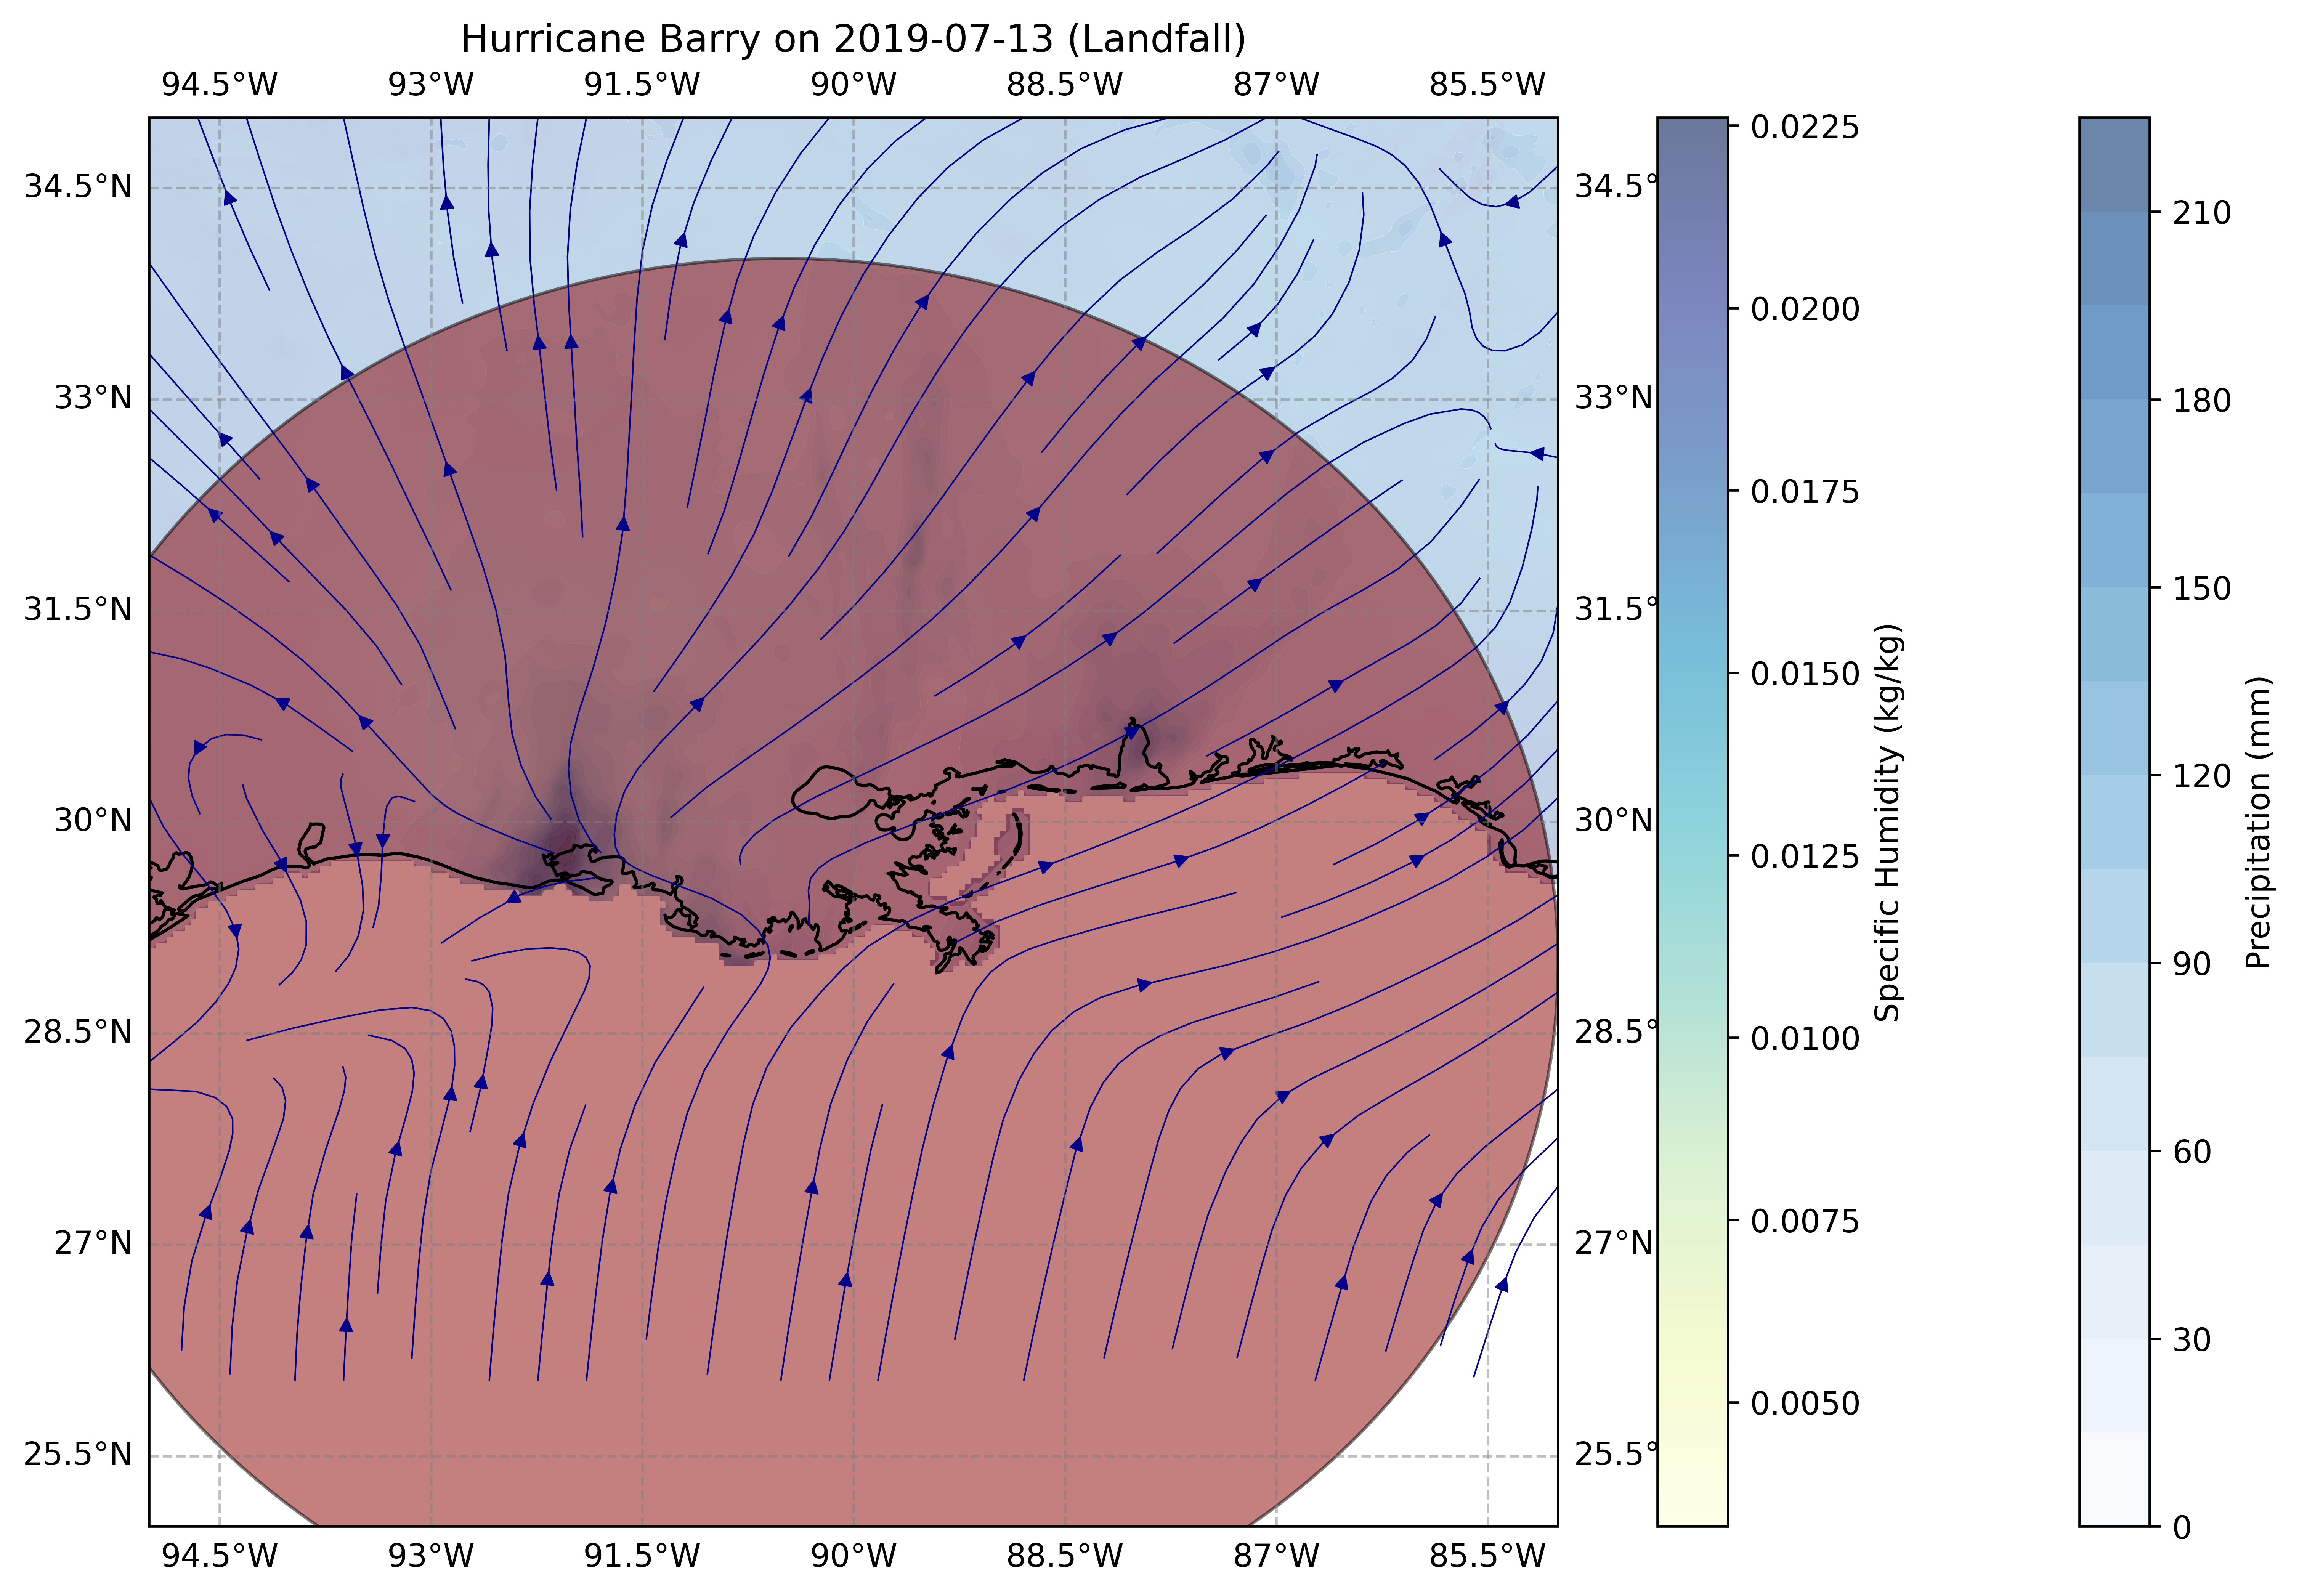 Hurricane Barry on 2019-07-13 (Landfall)
94.5°W 93°W 91.5°W 90°W 88.5°W 87°W 85.5°W
34.5°N
33°N
31.5°N
30°N
28.5°N
27°N
25.5°N
34.5°
33°N
31.5°
30°N
28.5°
27°N
25.5°
94.5°W 93°W 91.5°W 90°W 88.5°W 87°W 85.5°W
0.0225
0.0200
0.0175
0.0150
0.0125
0.0100
0.0075
0.0050
Specific Humidity (kg/kg)
210
180
150
120
90
60
30
0
Precipitation (mm)